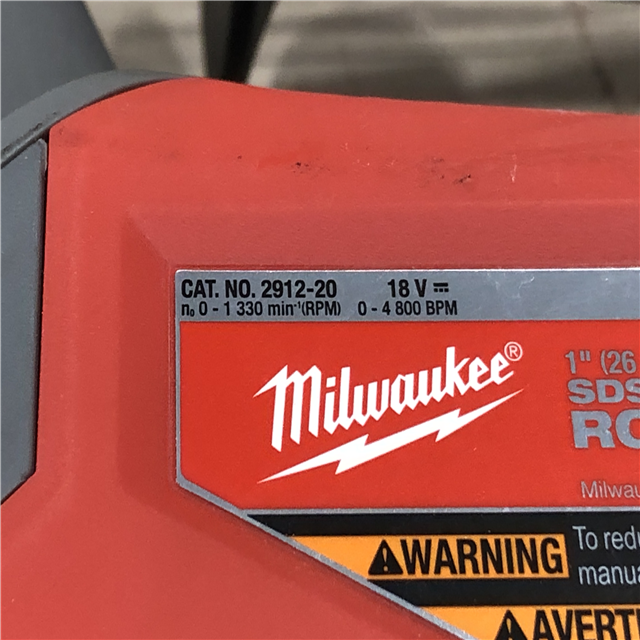 CAT. NO. 2912-20 18 V ⎓
n₀ 0 - 1 330 min⁻¹(RPM) 0 - 4 800 BPM
Milwaukee®
1" (26
SDS
RO
Milwau
⚠WARNING To redu
manua
⚠AVERTI